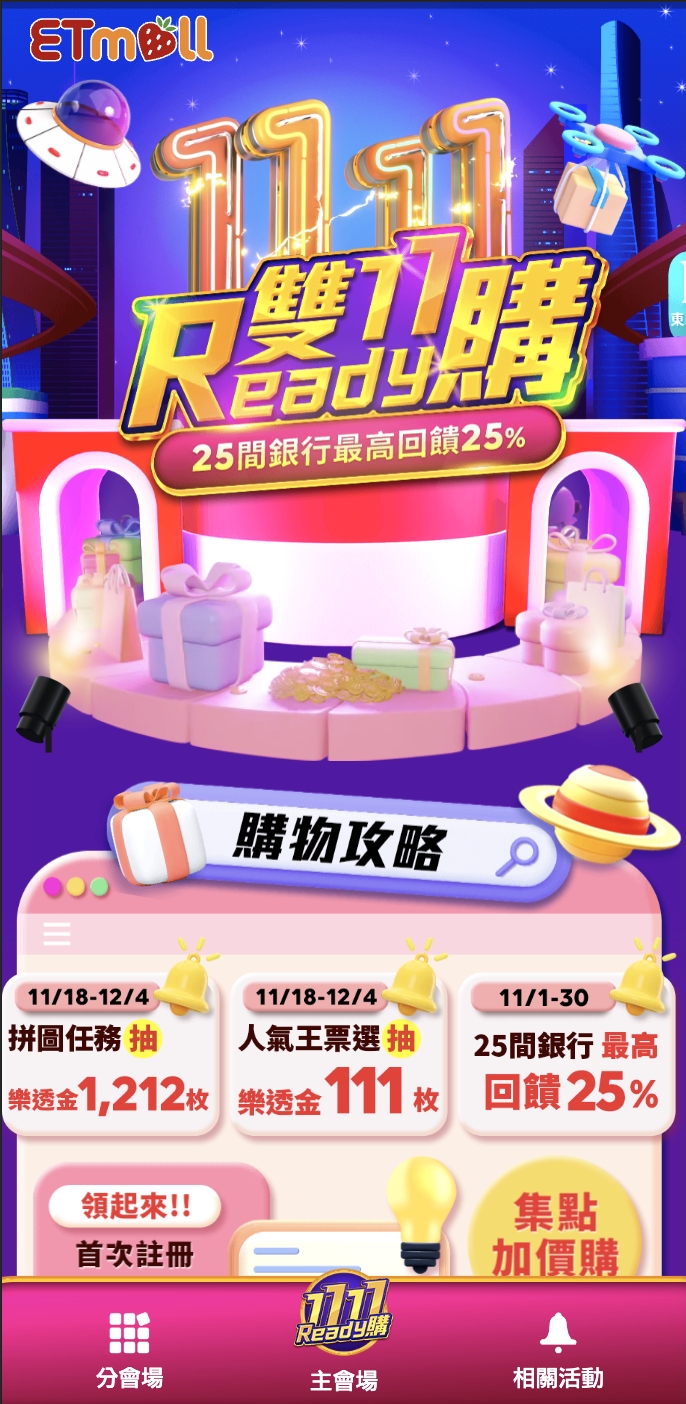 ETmall
11.11
雙11
Ready購
25間銀行最高回饋25%
東
購物攻略
11/18-12/4
拼圖任務 抽
樂透金1,212枚
11/18-12/4
人氣王票選 抽
樂透金111枚
11/1-30
25間銀行 最高
回饋25%
領起來!!
首次註冊
集點
加價購
分會場
11.11
Ready購
主會場
相關活動